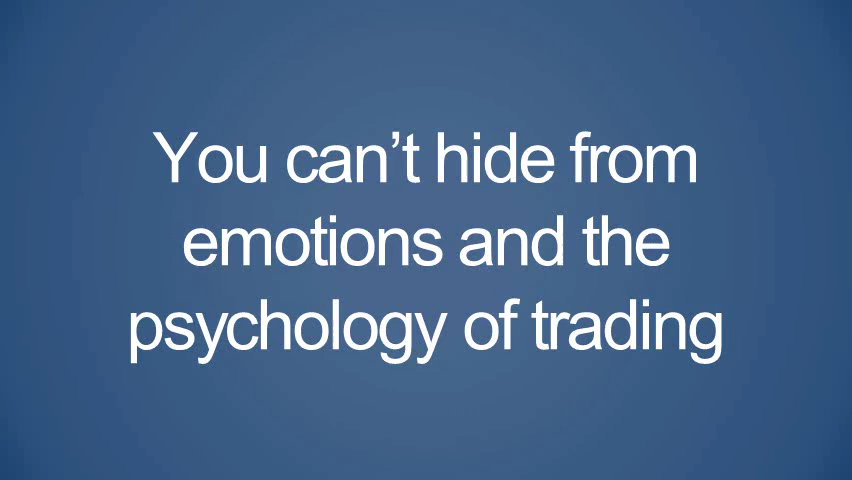 You can’t hide from
emotions and the
psychology of trading